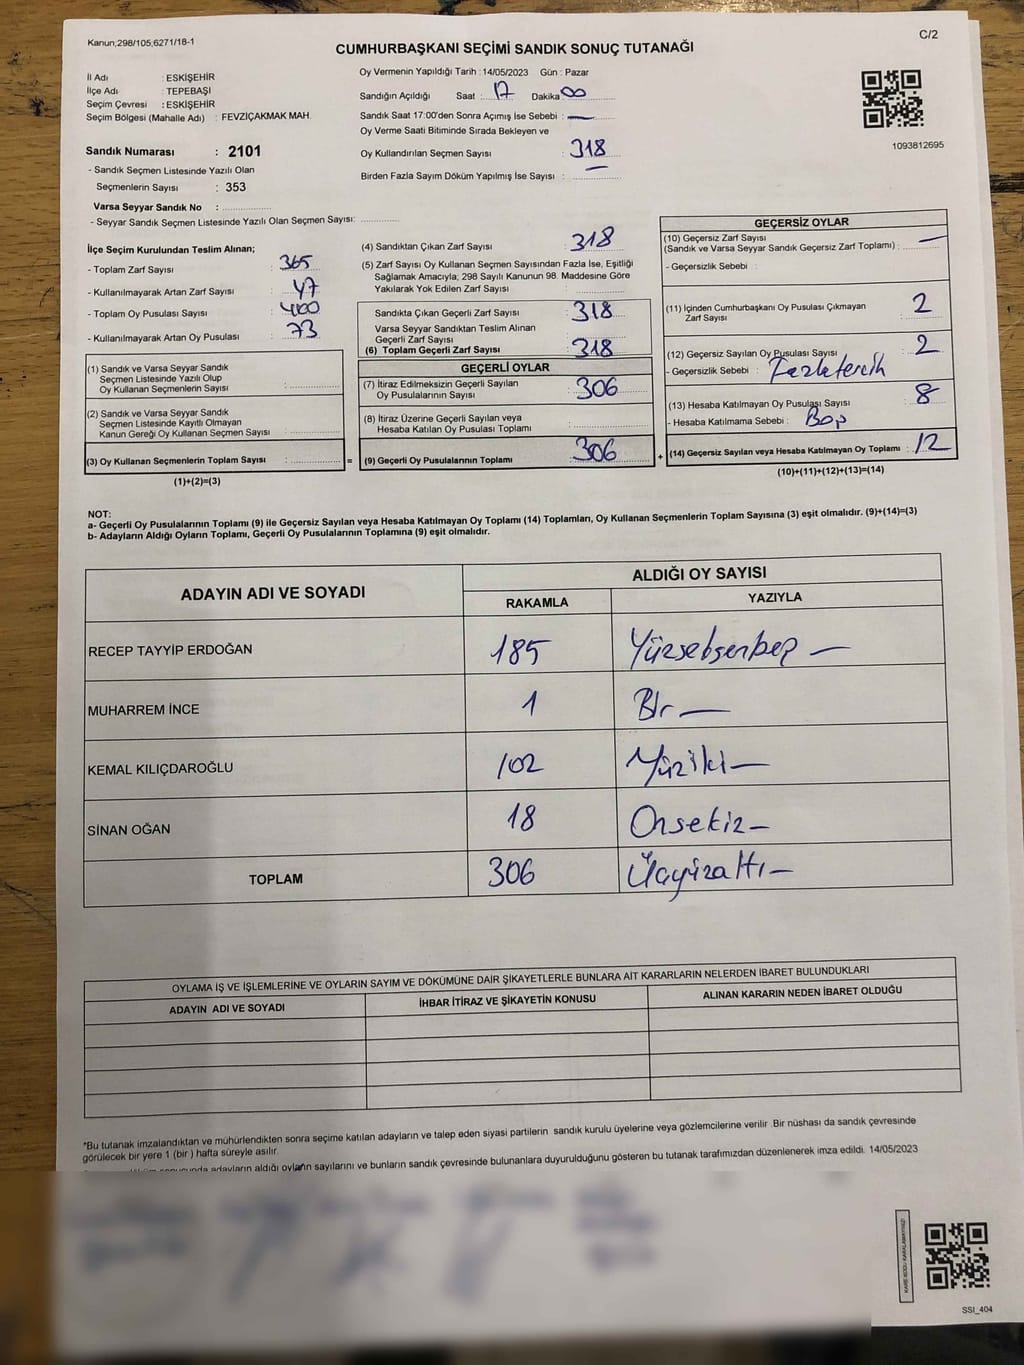 Kanun;298/105;6271/18-1
C/2
CUMHURBAŞKANI SEÇİMİ SANDIK SONUÇ TUTANAĞI
İl Adı : ESKİŞEHİR
İlçe Adı : TEPEBAŞI
Seçim Çevresi : ESKİŞEHİR
Seçim Bölgesi (Mahalle Adı) : FEVZİÇAKMAK MAH.
Oy Vermenin Yapıldığı Tarih : 14/05/2023 Gün : Pazar
Sandığın Açıldığı Saat : 17 Dakika 00
Sandık Saat 17:00'den Sonra Açımış İse Sebebi : —
Oy Verme Saati Bitiminde Sırada Bekleyen ve
Oy Kullandırılan Seçmen Sayısı : 318
Birden Fazla Sayım Döküm Yapılmış İse Sayısı : —
1093812695
Sandık Numarası : 2101
- Sandık Seçmen Listesinde Yazılı Olan
Seçmenlerin Sayısı : 353
Varsa Seyyar Sandık No :
- Seyyar Sandık Seçmen Listesinde Yazılı Olan Seçmen Sayısı:
İlçe Seçim Kurulundan Teslim Alınan;
- Toplam Zarf Sayısı : 365
- Kullanılmayarak Artan Zarf Sayısı : 47
- Toplam Oy Pusulası Sayısı : 400
- Kullanılmayarak Artan Oy Pusulası : 73
(1) Sandık ve Varsa Seyyar Sandık
Seçmen Listesinde Yazılı Olup
Oy Kullanan Seçmenlerin Sayısı :
(2) Sandık ve Varsa Seyyar Sandık
Seçmen Listesinde Kayıtlı Olmayan
Kanun Gereği Oy Kullanan Seçmen Sayısı :
(3) Oy Kullanan Seçmenlerin Toplam Sayısı : =
(1)+(2)=(3)
(4) Sandıktan Çıkan Zarf Sayısı : 318
(5) Zarf Sayısı Oy Kullanan Seçmen Sayısından Fazla İse, Eşitliği
Sağlamak Amacıyla; 298 Sayılı Kanunun 98. Maddesine Göre
Yakılarak Yok Edilen Zarf Sayısı :
Sandıkta Çıkan Geçerli Zarf Sayısı : 318
Varsa Seyyar Sandıktan Teslim Alınan
Geçerli Zarf Sayısı
(6) Toplam Geçerli Zarf Sayısı : 318
GEÇERLİ OYLAR
(7) İtiraz Edilmeksizin Geçerli Sayılan
Oy Pusulalarının Sayısı : 306
(8) İtiraz Üzerine Geçerli Sayılan veya
Hesaba Katılan Oy Pusulası Toplamı :
(9) Geçerli Oy Pusulalarının Toplamı : 306 +
GEÇERSİZ OYLAR
(10) Geçersiz Zarf Sayısı
(Sandık ve Varsa Seyyar Sandık Geçersiz Zarf Toplamı) : —
- Geçersizlik Sebebi :
(11) İçinden Cumhurbaşkanı Oy Pusulası Çıkmayan
Zarf Sayısı : 2
(12) Geçersiz Sayılan Oy Pusulası Sayısı : 2
- Geçersizlik Sebebi : Fazla tercih
(13) Hesaba Katılmayan Oy Pusulası Sayısı : 8
- Hesaba Katılmama Sebebi : Boş
(14) Geçersiz Sayılan veya Hesaba Katılmayan Oy Toplamı : 12
(10)+(11)+(12)+(13)=(14)
NOT:
a- Geçerli Oy Pusulalarının Toplamı (9) ile Geçersiz Sayılan veya Hesaba Katılmayan Oy Toplamı (14) Toplamları, Oy Kullanan Seçmenlerin Toplam Sayısına (3) eşit olmalıdır. (9)+(14)=(3)
b- Adayların Aldığı Oyların Toplamı, Geçerli Oy Pusulalarının Toplamına (9) eşit olmalıdır.
ADAYIN ADI VE SOYADI
ALDIĞI OY SAYISI
RAKAMLA YAZIYLA
RECEP TAYYİP ERDOĞAN 185 Yüzseksenbeş —
MUHARREM İNCE 1 Bir —
KEMAL KILIÇDAROĞLU 102 Yüziki —
SİNAN OĞAN 18 Onsekiz —
TOPLAM 306 Üçyüzaltı —
OYLAMA İŞ VE İŞLEMLERİNE VE OYLARIN SAYIM VE DÖKÜMÜNE DAİR ŞİKAYETLERLE BUNLARA AİT KARARLARIN NELERDEN İBARET BULUNDUKLARI
ADAYIN ADI VE SOYADI İHBAR İTİRAZ VE ŞİKAYETİN KONUSU ALINAN KARARIN NEDEN İBARET OLDUĞU
*Bu tutanak imzalandıktan ve mühürlendikten sonra seçime katılan adayların ve talep eden siyasi partilerin sandık kurulu üyelerine veya gözlemcilerine verilir. Bir nüshası da sandık çevresinde
görülecek bir yere 1 (bir) hafta süreyle asılır.
sonucunda adayların aldığı oyların sayılarını ve bunların sandık çevresinde bulunanlara duyurulduğunu gösteren bu tutanak tarafımızdan düzenlenerek imza edildi. 14/05/2023
KARE KODU KARALAMAYINIZ!
SSI_404